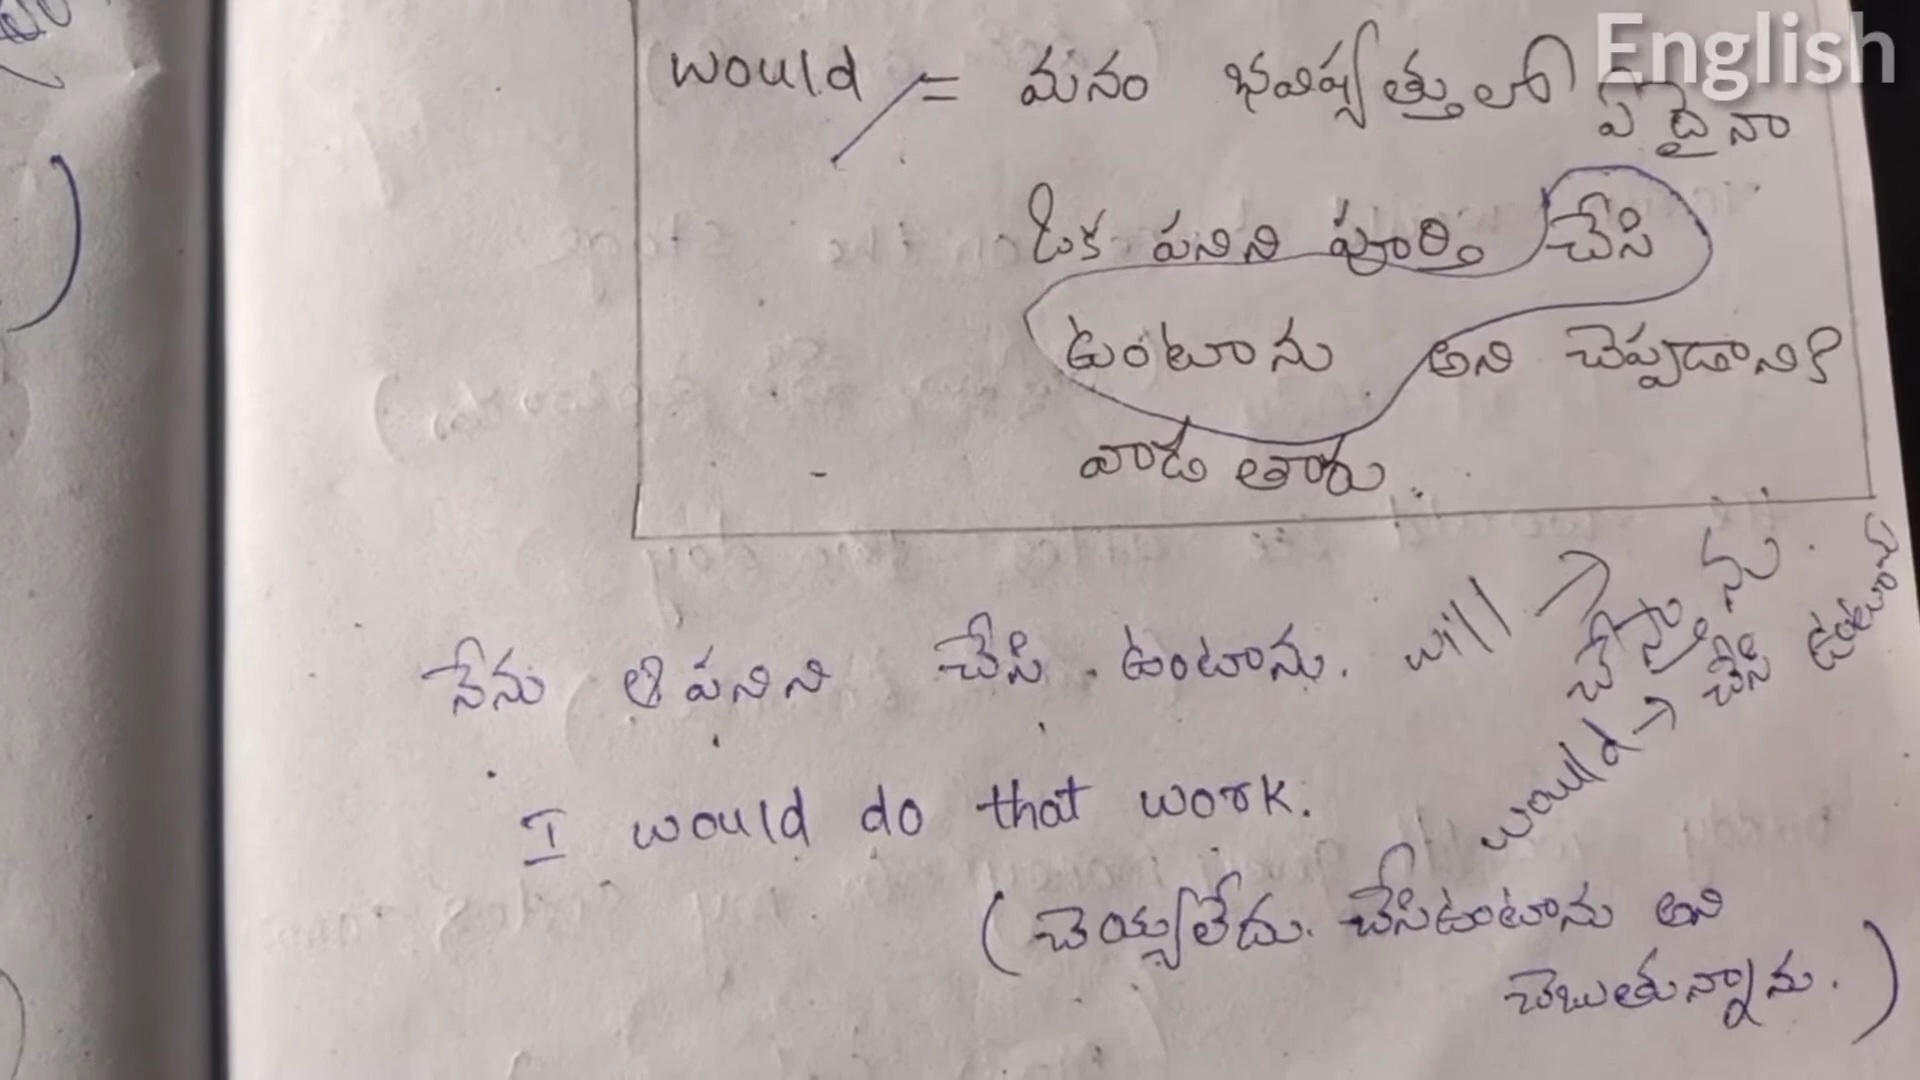 English
would = మనం భవిష్యత్తులో ఏదైనా
ఒక పనిని పూర్తి చేసి
ఉంటాను అని చెప్పడానికి
వాడతారు.
will → చేస్తాను.
నేను ఆ పనిని చేసి ఉంటాను.
would → చేసి ఉంటాను
I would do that work.
(చెయ్యలేదు. చేసిఉంటాను అని
చెబుతున్నాను.)